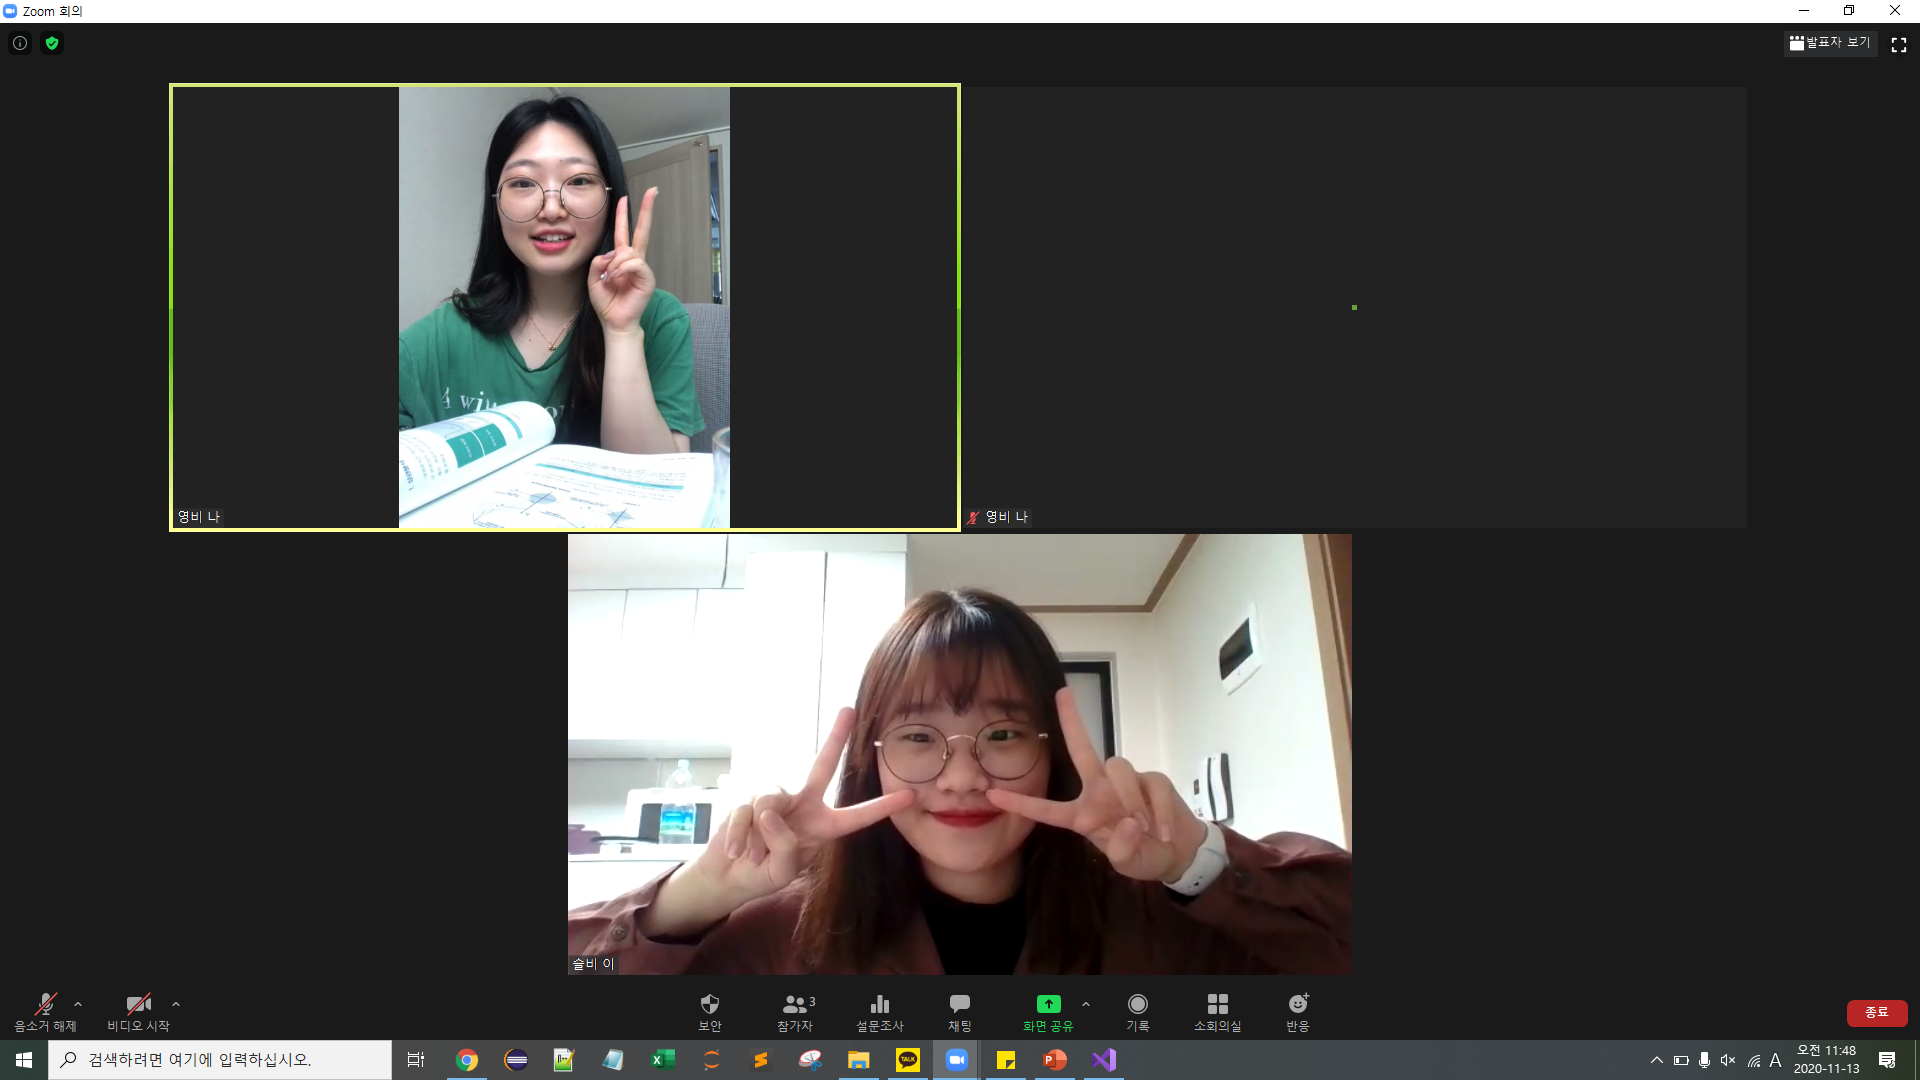 Zoom 회의
발표자 보기
영비 나
영비 나
슬비 이
음소거 해제
비디오 시작
보안
3
참가자
설문조사
채팅
화면 공유
기록
소회의실
반응
종료
검색하려면 여기에 입력하십시오.
TALK
A
오전 11:48
2020-11-13